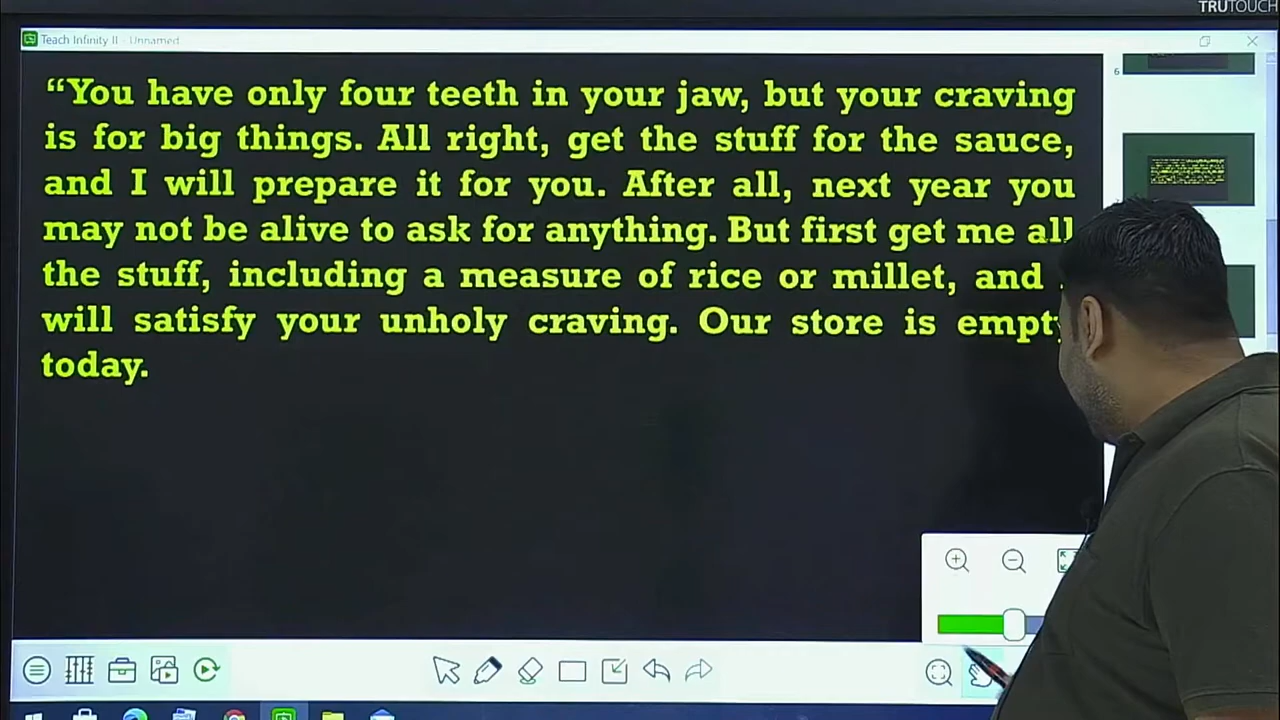 TRUTOUCH
Teach Infinity II - Unnamed
6
“You have only four teeth in your jaw, but your craving
is for big things. All right, get the stuff for the sauce,
and I will prepare it for you. After all, next year you
may not be alive to ask for anything. But first get me all
the stuff, including a measure of rice or millet, and
will satisfy your unholy craving. Our store is empty
today.